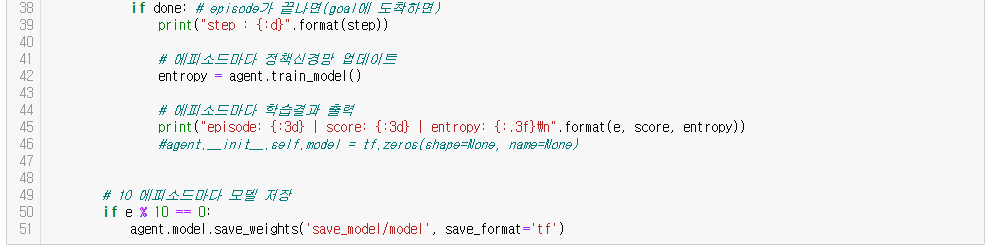 38 if done: # episode가 끝나면(goal에 도착하면)
39 print("step : {:d}".format(step))
40
41 # 에피소드마다 정책신경망 업데이트
42 entropy = agent.train_model()
43
44 # 에피소드마다 학습결과 출력
45 print("episode: {:3d} | score: {:3d} | entropy: {:.3f}₩n".format(e, score, entropy))
46 #agent.__init__.self.model = tf.zeros(shape=None, name=None)
47
48
49 # 10 에피소드마다 모델 저장
50 if e % 10 == 0:
51 agent.model.save_weights('save_model/model', save_format='tf')